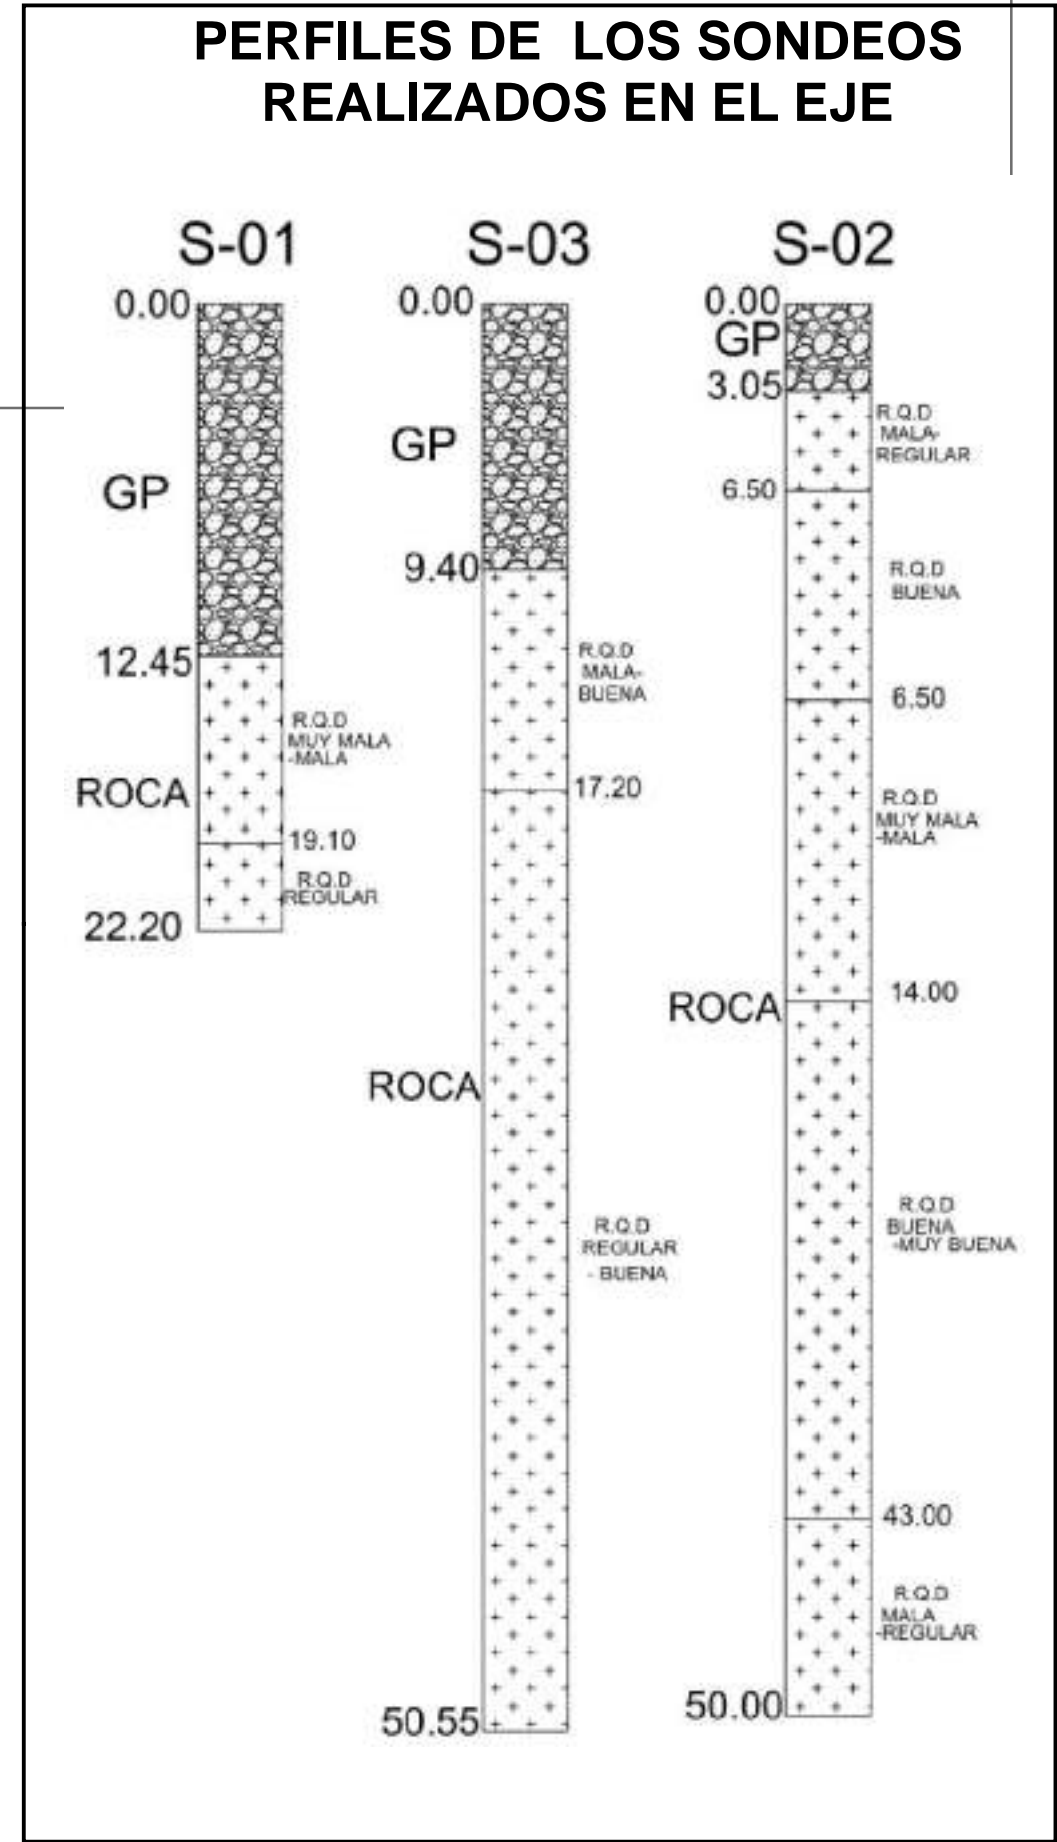 PERFILES DE LOS SONDEOS
REALIZADOS EN EL EJE
S-01
0.00
GP
12.45
R.Q.D
MUY MALA
-MALA
ROCA
19.10
R.Q.D
REGULAR
22.20
S-03
0.00
GP
9.40
R.Q.D
MALA-
BUENA
17.20
ROCA
R.Q.D
REGULAR
- BUENA
50.55
S-02
0.00
GP
3.05
R.Q.D
MALA-
REGULAR
6.50
R.Q.D
BUENA
6.50
R.Q.D
MUY MALA
-MALA
14.00
ROCA
R.Q.D
BUENA
-MUY BUENA
43.00
R.Q.D
MALA
-REGULAR
50.00